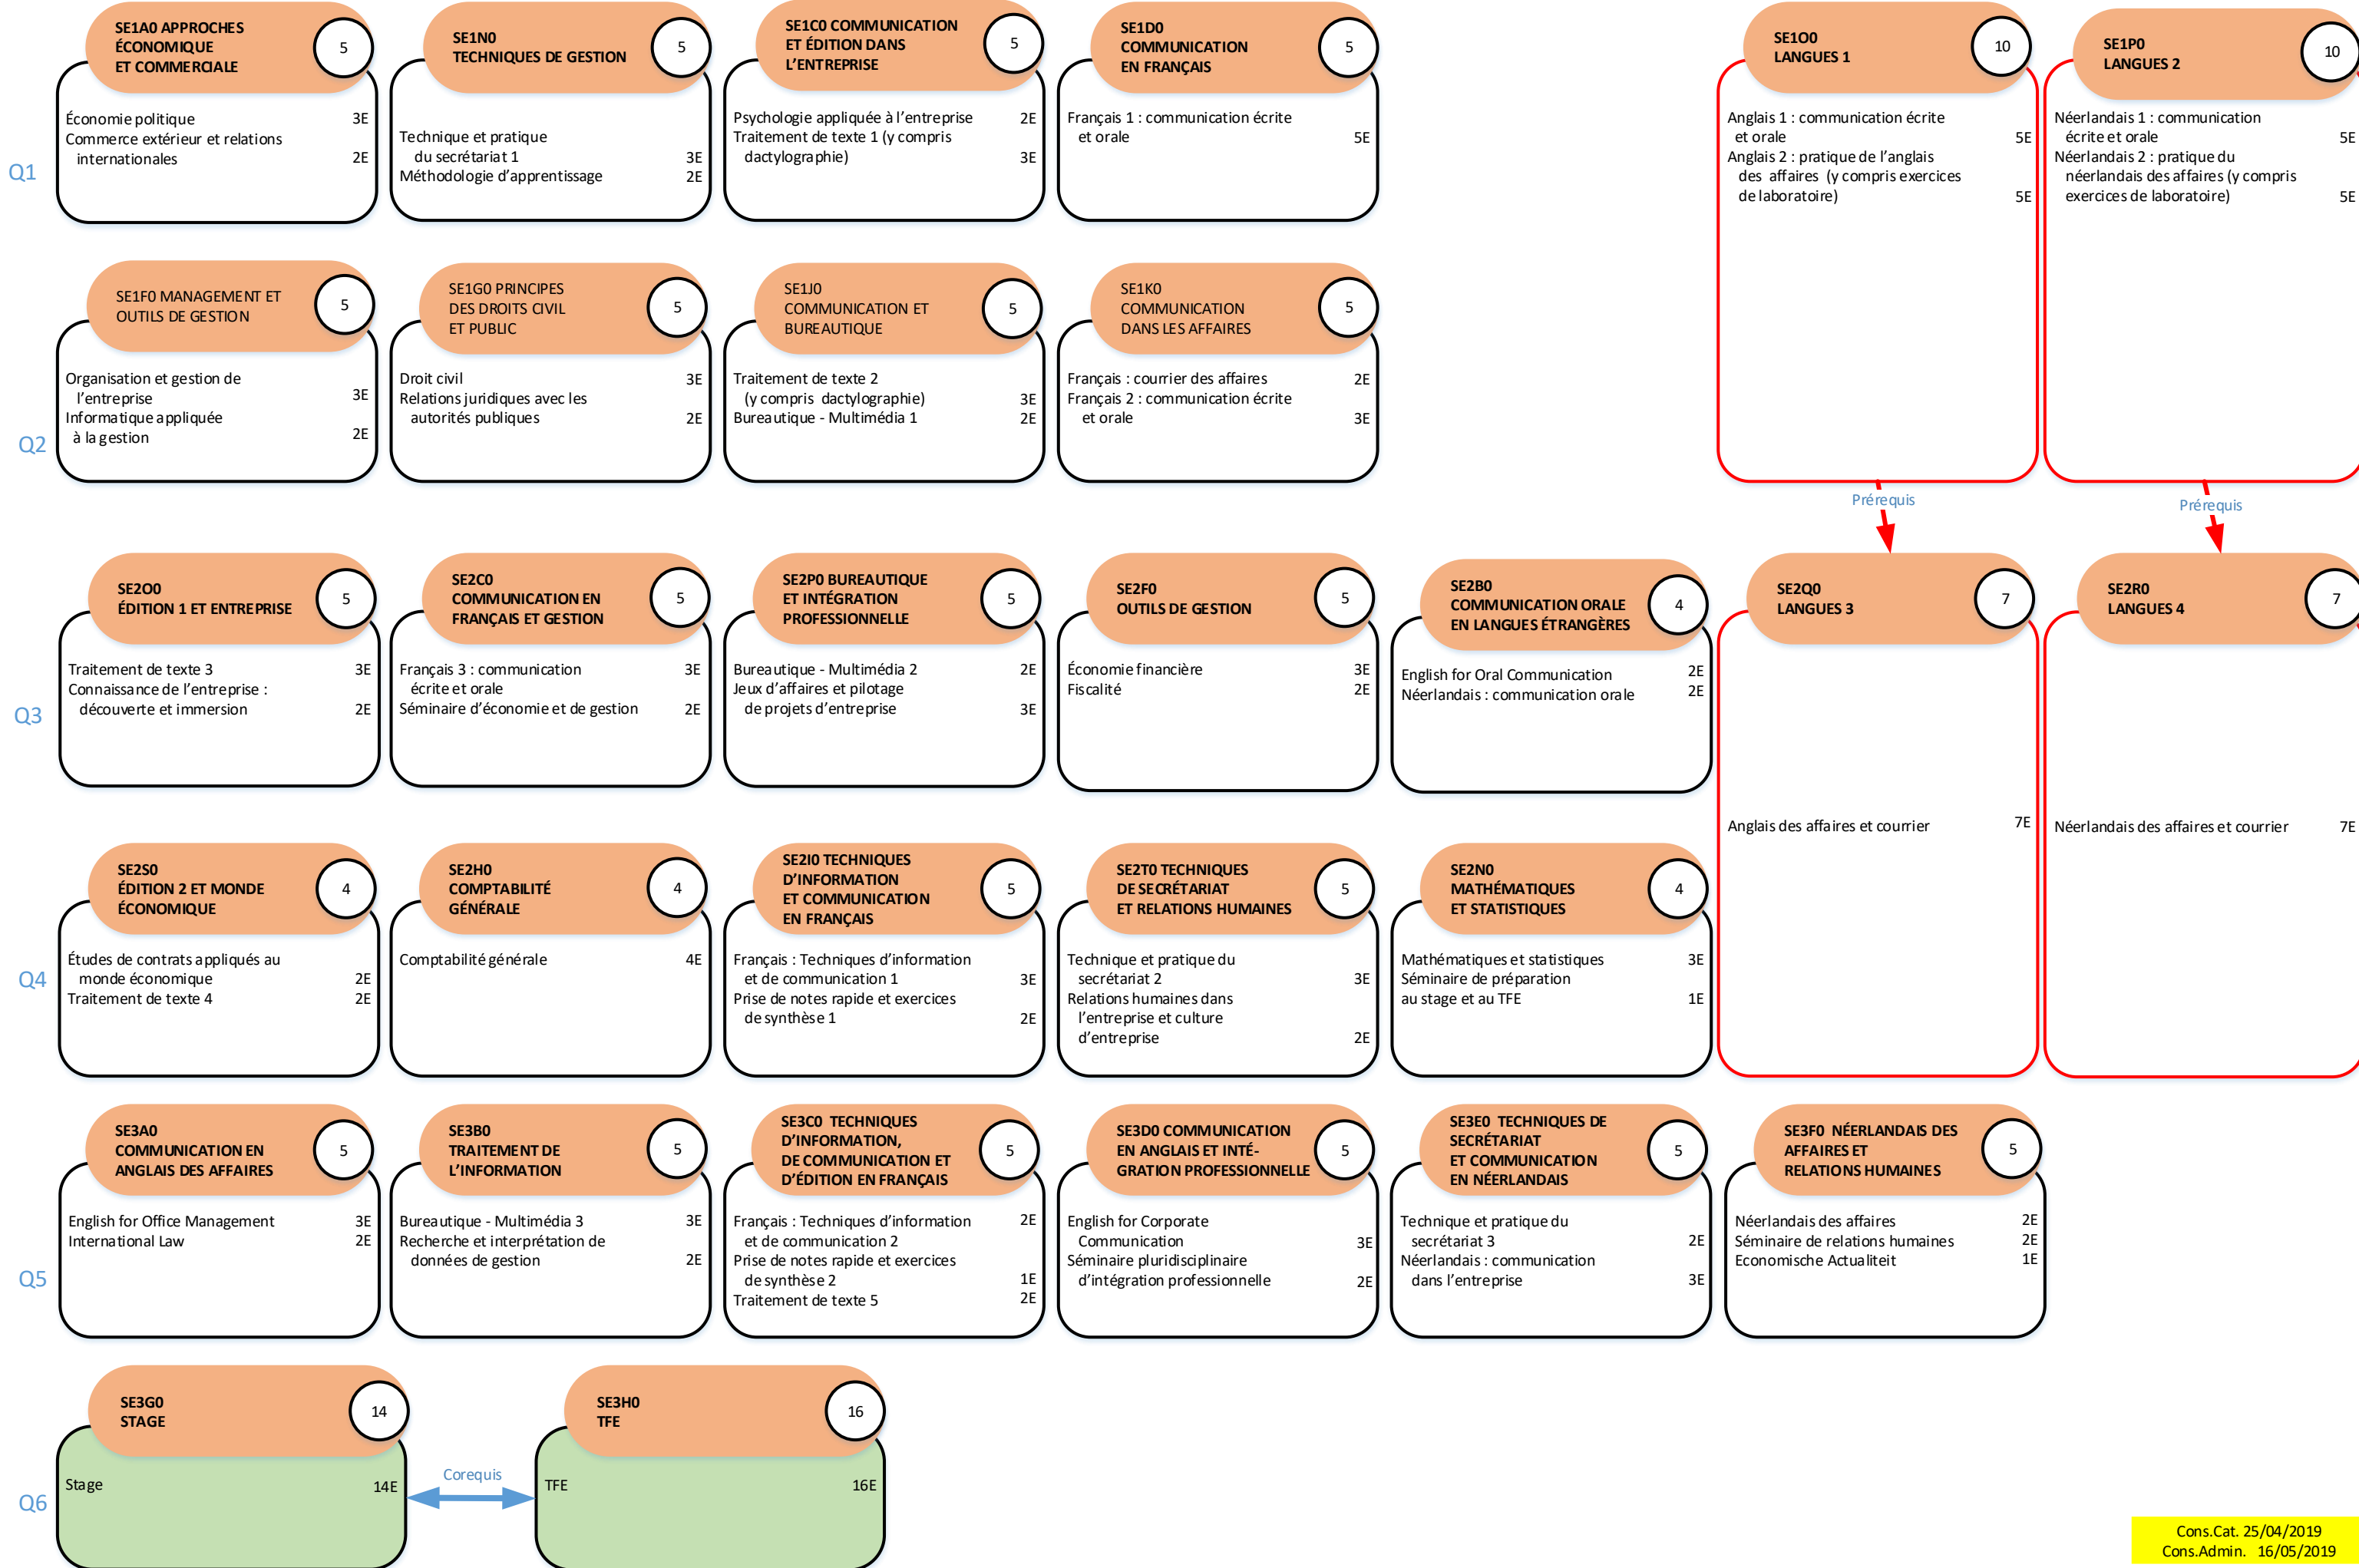 SE1A0 APPROCHES
ÉCONOMIQUE
ET COMMERCIALE
5
Économie politique 3E
Commerce extérieur et relations
internationales 2E
SE1N0
TECHNIQUES DE GESTION
5
Technique et pratique
du secrétariat 1 3E
Méthodologie d'apprentissage 2E
SE1C0 COMMUNICATION
ET ÉDITION DANS
L'ENTREPRISE
5
Psychologie appliquée à l'entreprise 2E
Traitement de texte 1 (y compris
dactylographie) 3E
SE1D0
COMMUNICATION
EN FRANÇAIS
5
Français 1 : communication écrite
et orale 5E
SE1O0
LANGUES 1
10
Anglais 1 : communication écrite
et orale 5E
Anglais 2 : pratique de l'anglais
des affaires (y compris exercices
de laboratoire) 5E
SE1P0
LANGUES 2
10
Néerlandais 1 : communication
écrite et orale 5E
Néerlandais 2 : pratique du
néerlandais des affaires (y compris
exercices de laboratoire) 5E
Q1
SE1F0 MANAGEMENT ET
OUTILS DE GESTION
5
Organisation et gestion de
l'entreprise 3E
Informatique appliquée
à la gestion 2E
SE1G0 PRINCIPES
DES DROITS CIVIL
ET PUBLIC
5
Droit civil 3E
Relations juridiques avec les
autorités publiques 2E
SE1J0
COMMUNICATION ET
BUREAUTIQUE
5
Traitement de texte 2
(y compris dactylographie) 3E
Bureautique - Multimédia 1 2E
SE1K0
COMMUNICATION
DANS LES AFFAIRES
5
Français : courrier des affaires 2E
Français 2 : communication écrite
et orale 3E
Q2
Prérequis
Prérequis
SE2O0
ÉDITION 1 ET ENTREPRISE
5
Traitement de texte 3 3E
Connaissance de l'entreprise :
découverte et immersion 2E
SE2C0
COMMUNICATION EN
FRANÇAIS ET GESTION
5
Français 3 : communication 3E
écrite et orale
Séminaire d'économie et de gestion 2E
SE2P0 BUREAUTIQUE
ET INTÉGRATION
PROFESSIONNELLE
5
Bureautique - Multimédia 2 2E
Jeux d'affaires et pilotage
de projets d'entreprise 3E
SE2F0
OUTILS DE GESTION
5
Économie financière 3E
Fiscalité 2E
SE2B0
COMMUNICATION ORALE
EN LANGUES ÉTRANGÈRES
4
English for Oral Communication 2E
Néerlandais : communication orale 2E
SE2Q0
LANGUES 3
7
Anglais des affaires et courrier 7E
SE2R0
LANGUES 4
7
Néerlandais des affaires et courrier 7E
Q3
SE2S0
ÉDITION 2 ET MONDE
ÉCONOMIQUE
4
Études de contrats appliqués au
monde économique 2E
Traitement de texte 4 2E
SE2H0
COMPTABILITÉ
GÉNÉRALE
4
Comptabilité générale 4E
SE2I0 TECHNIQUES
D'INFORMATION
ET COMMUNICATION
EN FRANÇAIS
5
Français : Techniques d'information
et de communication 1 3E
Prise de notes rapide et exercices
de synthèse 1 2E
SE2T0 TECHNIQUES
DE SECRÉTARIAT
ET RELATIONS HUMAINES
5
Technique et pratique du
secrétariat 2 3E
Relations humaines dans
l'entreprise et culture
d'entreprise 2E
SE2N0
MATHÉMATIQUES
ET STATISTIQUES
4
Mathématiques et statistiques 3E
Séminaire de préparation
au stage et au TFE 1E
Q4
SE3A0
COMMUNICATION EN
ANGLAIS DES AFFAIRES
5
English for Office Management 3E
International Law 2E
SE3B0
TRAITEMENT DE
L'INFORMATION
5
Bureautique - Multimédia 3 3E
Recherche et interprétation de
données de gestion 2E
SE3C0 TECHNIQUES
D'INFORMATION,
DE COMMUNICATION ET
D'ÉDITION EN FRANÇAIS
5
Français : Techniques d'information 2E
et de communication 2
Prise de notes rapide et exercices
de synthèse 2 1E
Traitement de texte 5 2E
SE3D0 COMMUNICATION
EN ANGLAIS ET INTÉ-
GRATION PROFESSIONNELLE
5
English for Corporate
Communication 3E
Séminaire pluridisciplinaire
d'intégration professionnelle 2E
SE3E0 TECHNIQUES DE
SECRÉTARIAT
ET COMMUNICATION
EN NÉERLANDAIS
5
Technique et pratique du
secrétariat 3 2E
Néerlandais : communication
dans l'entreprise 3E
SE3F0 NÉERLANDAIS DES
AFFAIRES ET
RELATIONS HUMAINES
5
Néerlandais des affaires 2E
Séminaire de relations humaines 2E
Economische Actualiteit 1E
Q5
SE3G0
STAGE
14
Stage 14E
Corequis
SE3H0
TFE
16
TFE 16E
Q6
Cons.Cat. 25/04/2019
Cons.Admin. 16/05/2019